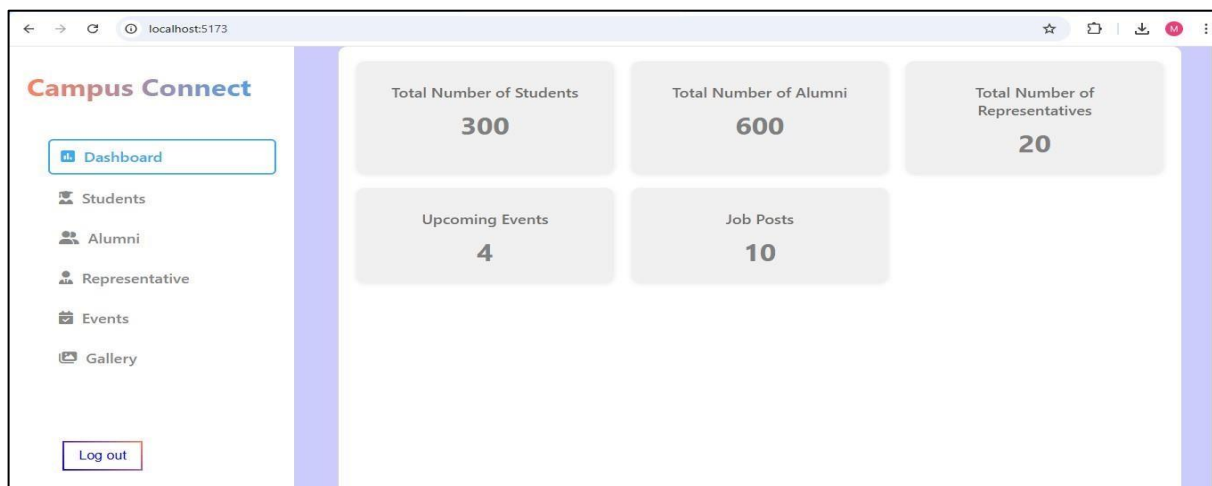 localhost:5173
M
Campus Connect
Dashboard
Students
Alumni
Representative
Events
Gallery
Log out
Total Number of Students
300
Total Number of Alumni
600
Total Number of
Representatives
20
Upcoming Events
4
Job Posts
10